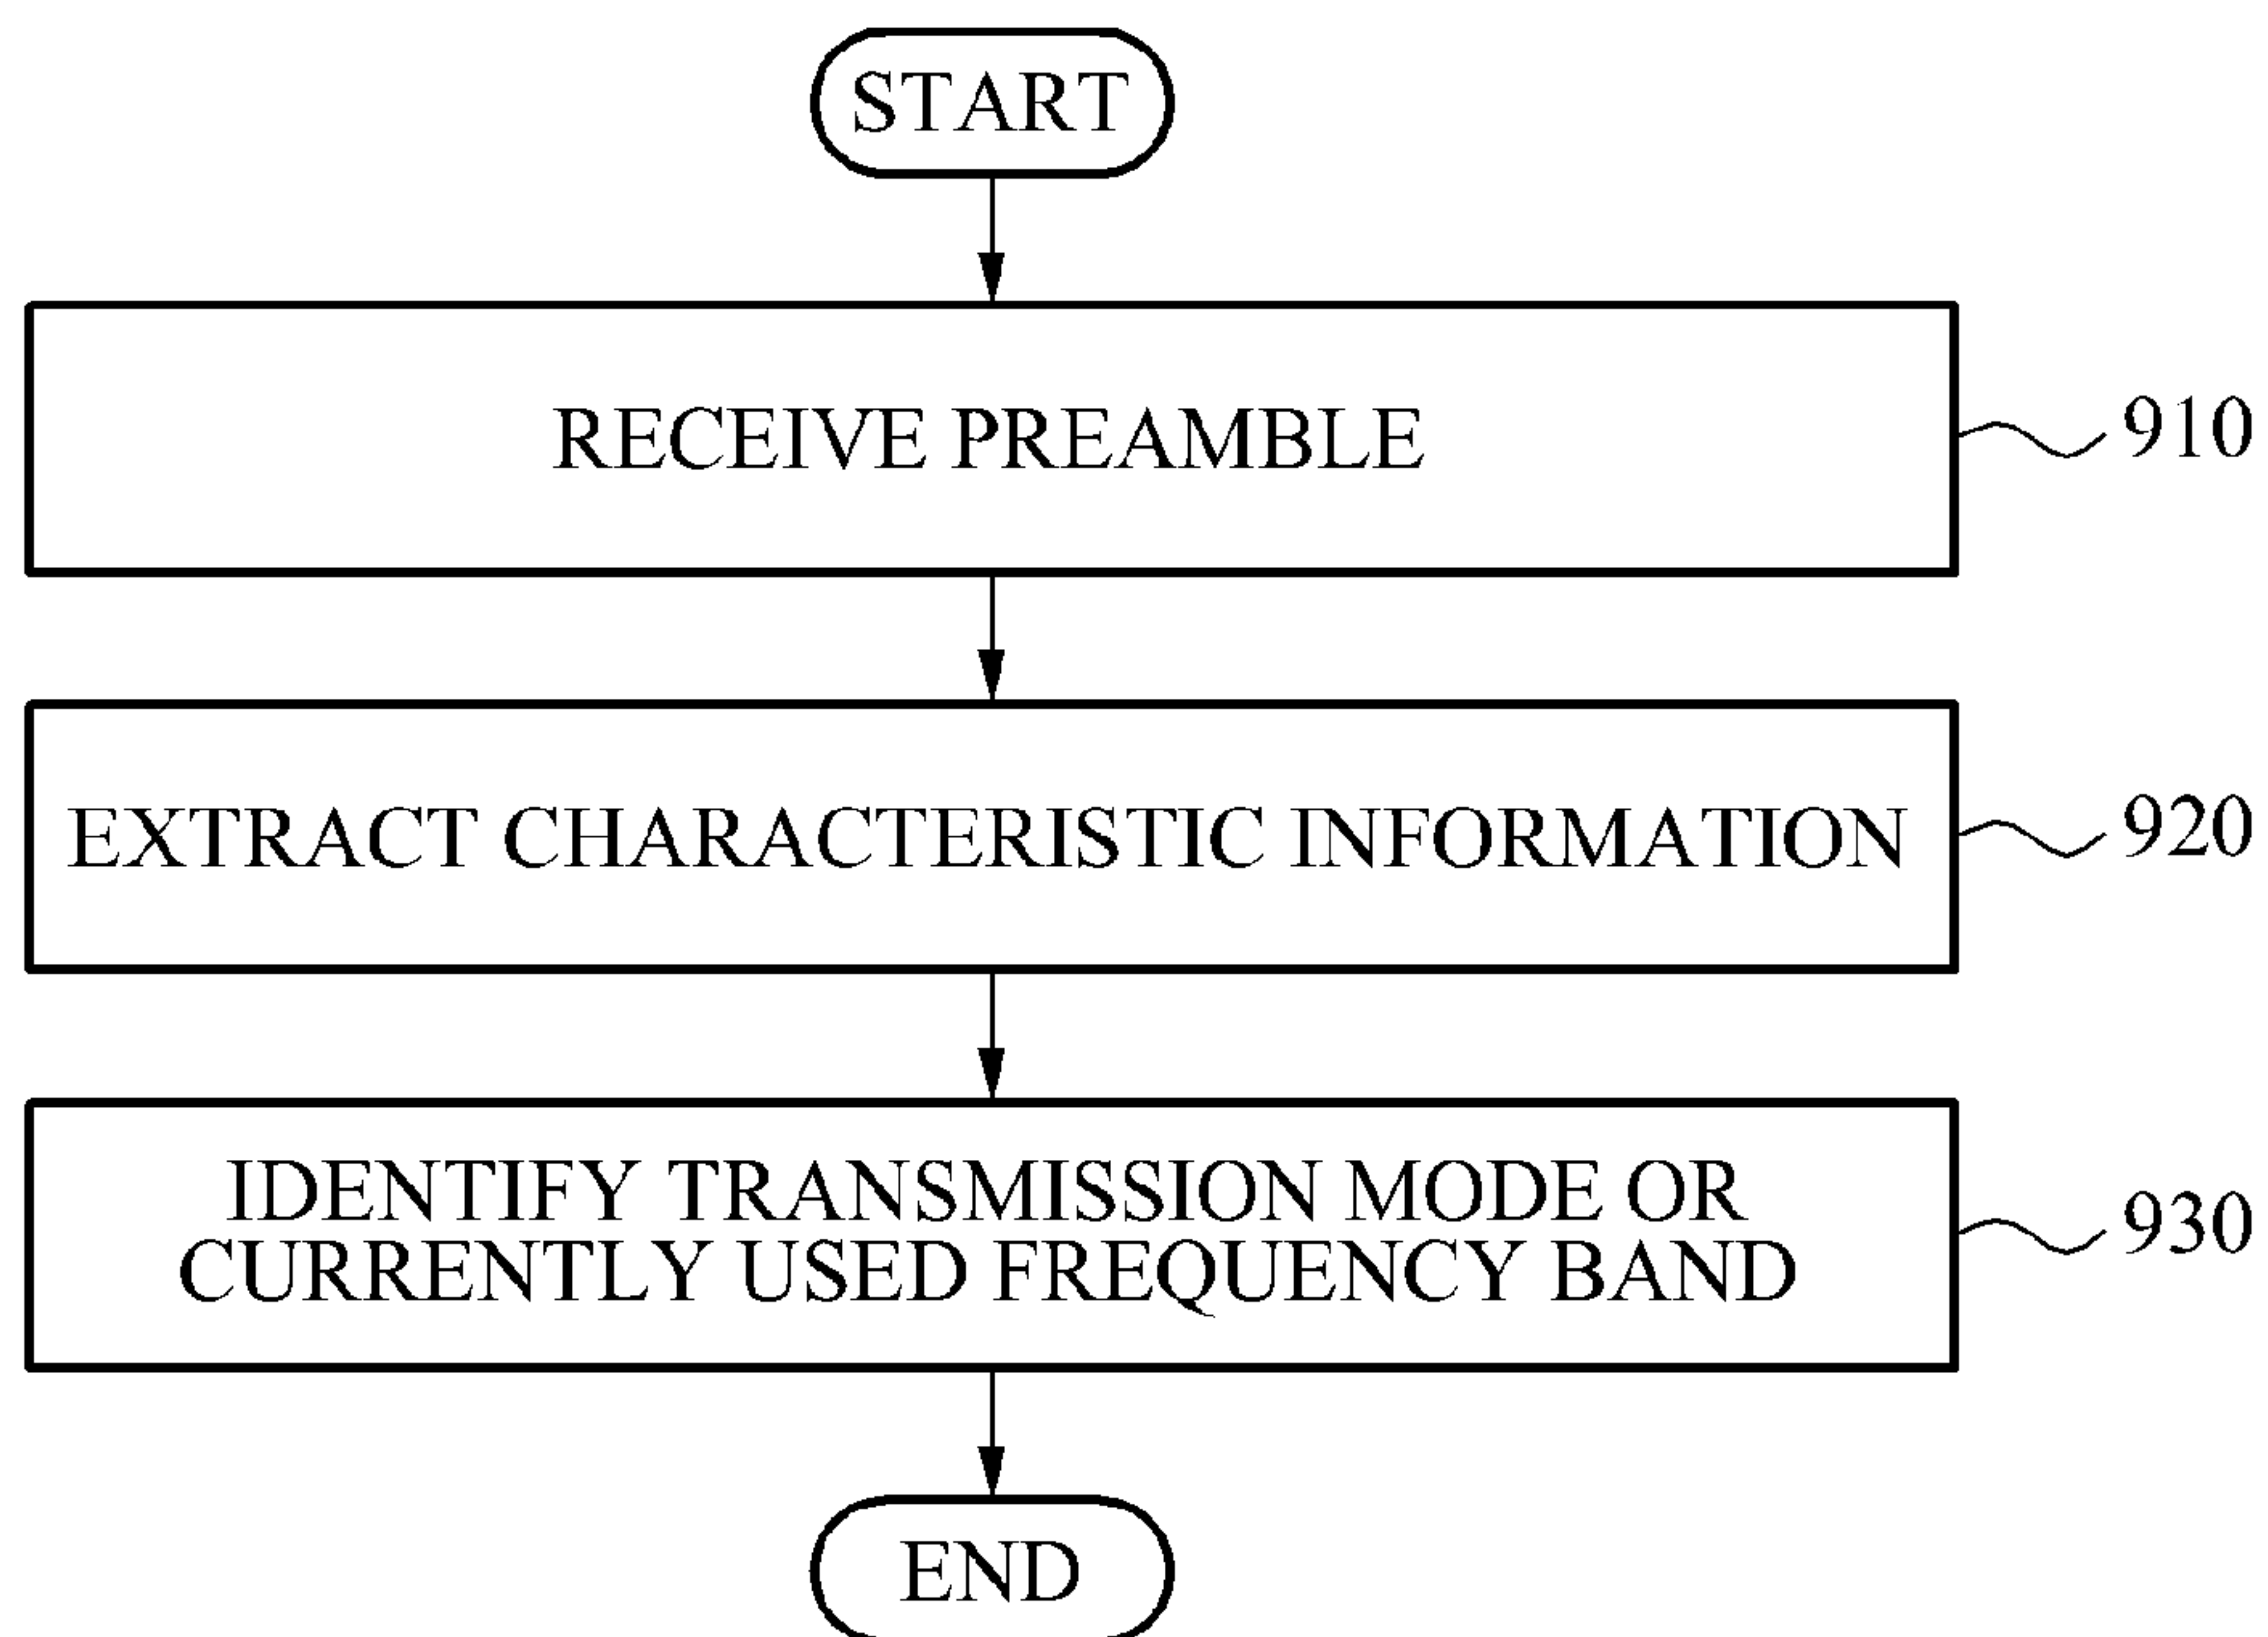 START
RECEIVE PREAMBLE
910
EXTRACT CHARACTERISTIC INFORMATION
920
IDENTIFY TRANSMISSION MODE OR
CURRENTLY USED FREQUENCY BAND
930
END